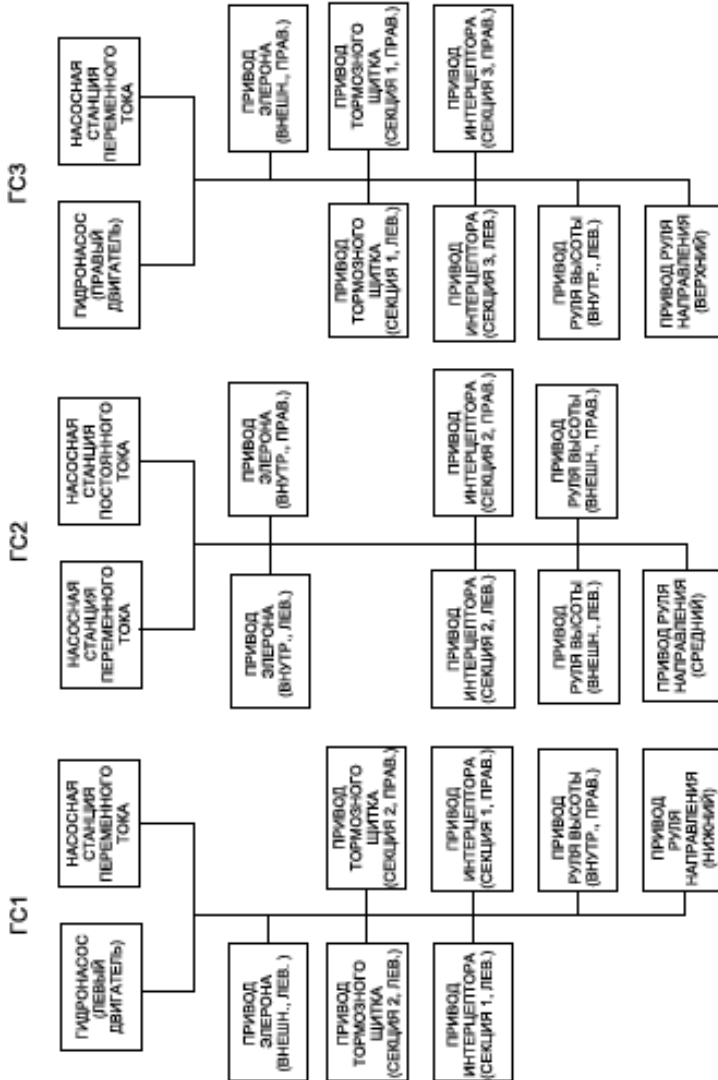 ГС1
ГИДРОНАСОС
(ЛЕВЫЙ
ДВИГАТЕЛЬ)
НАСОСНАЯ
СТАНЦИЯ
ПЕРЕМЕННОГО
ТОКА
ПРИВОД
ЭЛЕРОНА
(ВНЕШН., ЛЕВ. )
ПРИВОД
ТОРМОЗНОГО
ЩИТКА
(СЕКЦИЯ 2, ЛЕВ.)
ПРИВОД
ТОРМОЗНОГО
ЩИТКА
(СЕКЦИЯ 2, ПРАВ.)
ПРИВОД
ИНТЕРЦЕПТОРА
(СЕКЦИЯ 1, ЛЕВ.)
ПРИВОД
ИНТЕРЦЕПТОРА
(СЕКЦИЯ 1, ПРАВ.)
ПРИВОД
РУЛЯ ВЫСОТЫ
(ВНУТР., ПРАВ.)
ПРИВОД
РУЛЯ
НАПРАВЛЕНИЯ
(НИЖНИЙ)
ГС2
НАСОСНАЯ
СТАНЦИЯ
ПЕРЕМЕННОГО
ТОКА
НАСОСНАЯ
СТАНЦИЯ
ПОСТОЯННОГО
ТОКА
ПРИВОД
ЭЛЕРОНА
(ВНУТР., ЛЕВ.)
ПРИВОД
ЭЛЕРОНА
(ВНУТР., ПРАВ.)
ПРИВОД
ИНТЕРЦЕПТОРА
(СЕКЦИЯ 2, ЛЕВ.)
ПРИВОД
ИНТЕРЦЕПТОРА
(СЕКЦИЯ 2, ПРАВ.)
ПРИВОД
РУЛЯ ВЫСОТЫ
(ВНЕШН., ЛЕВ.)
ПРИВОД
РУЛЯ ВЫСОТЫ
(ВНЕШН., ПРАВ.)
ПРИВОД РУЛЯ
НАПРАВЛЕНИЯ
(СРЕДНИЙ)
ГС3
ГИДРОНАСОС
(ПРАВЫЙ
ДВИГАТЕЛЬ)
НАСОСНАЯ
СТАНЦИЯ
ПЕРЕМЕННОГО
ТОКА
ПРИВОД
ЭЛЕРОНА
(ВНЕШН., ПРАВ.)
ПРИВОД
ТОРМОЗНОГО
ЩИТКА
(СЕКЦИЯ 1, ЛЕВ.)
ПРИВОД
ТОРМОЗНОГО
ЩИТКА
(СЕКЦИЯ 1, ПРАВ.)
ПРИВОД
ИНТЕРЦЕПТОРА
(СЕКЦИЯ 3, ЛЕВ.)
ПРИВОД
ИНТЕРЦЕПТОРА
(СЕКЦИЯ 3, ПРАВ.)
ПРИВОД
РУЛЯ ВЫСОТЫ
(ВНУТР., ЛЕВ.)
ПРИВОД РУЛЯ
НАПРАВЛЕНИЯ
(ВЕРХНИЙ)